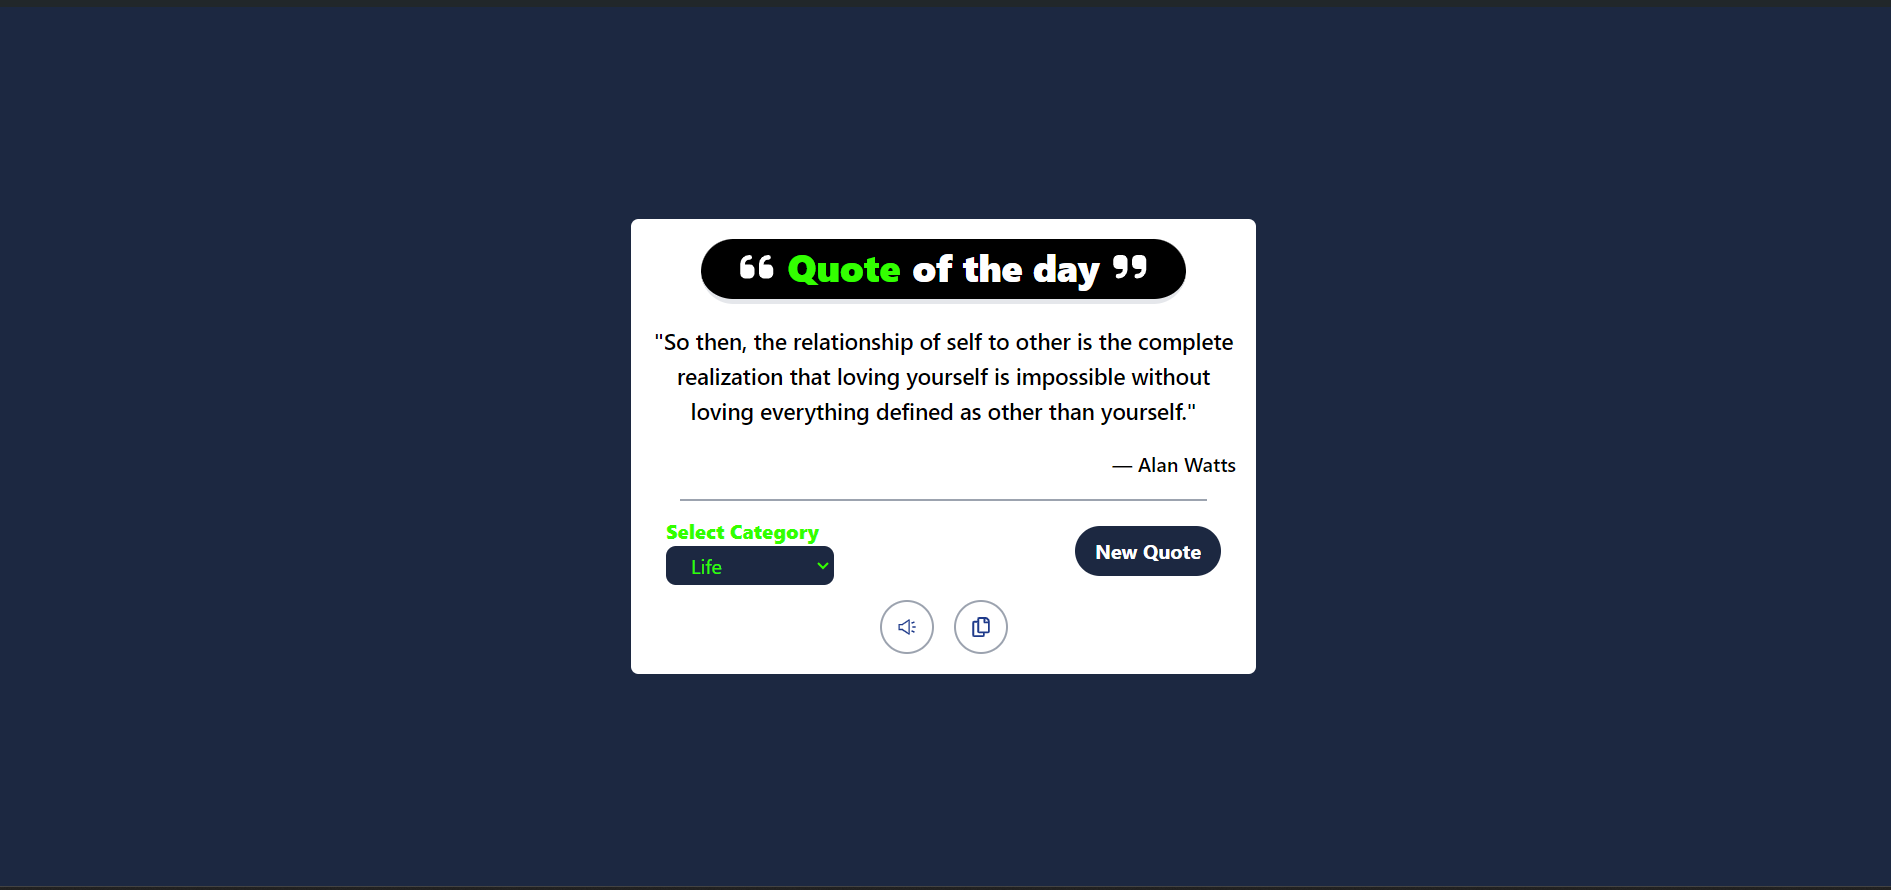 ❝ Quote of the day ❞
"So then, the relationship of self to other is the complete
realization that loving yourself is impossible without
loving everything defined as other than yourself."
— Alan Watts
Select Category
Life
New Quote